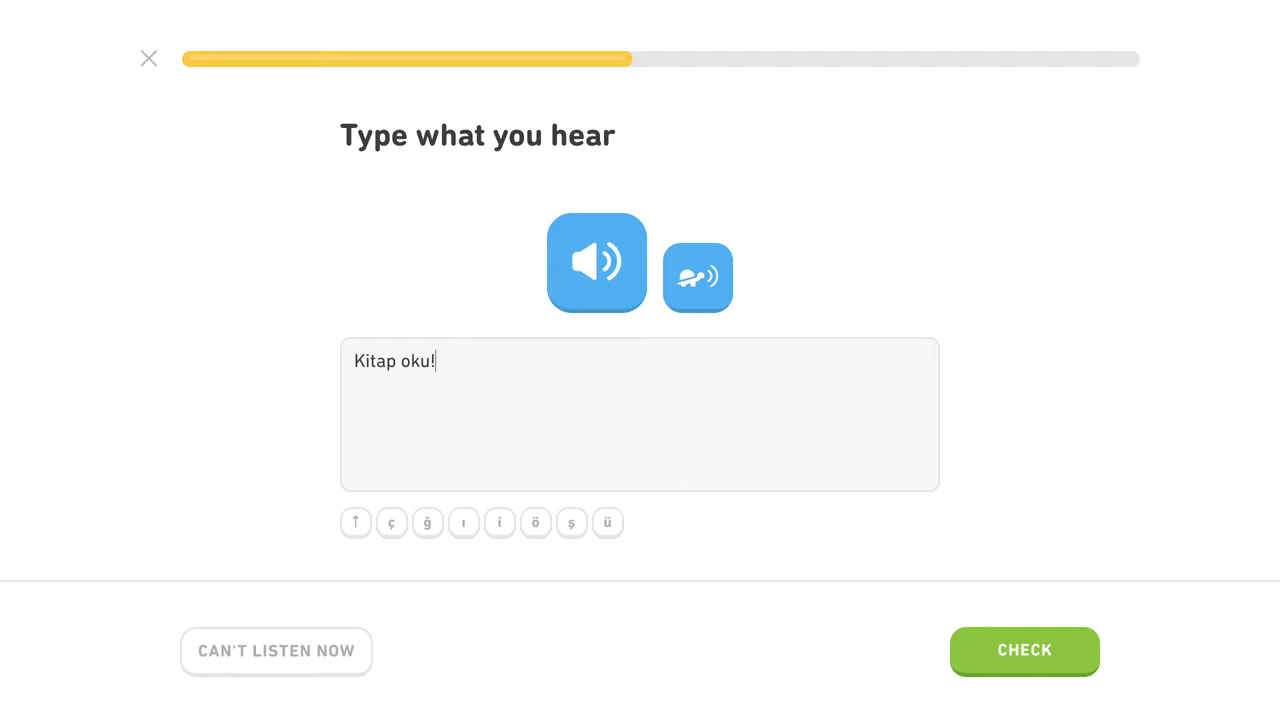 Type what you hear
Kitap oku!
↑ ç ğ ı i ö ş ü
CAN'T LISTEN NOW
CHECK